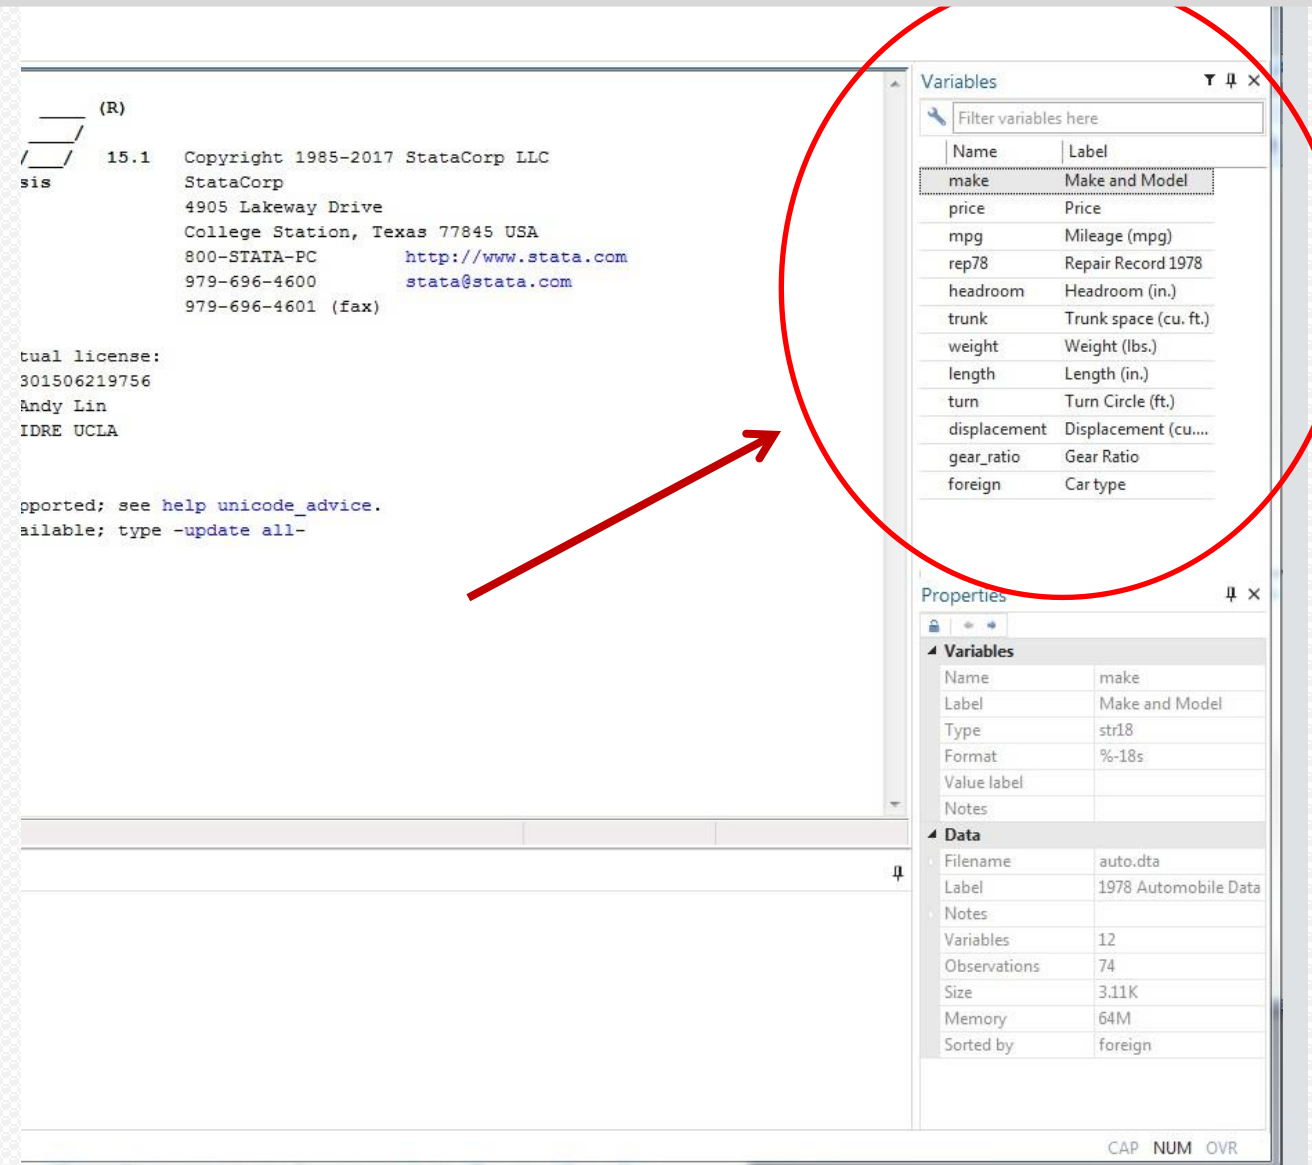 (R)
15.1 Copyright 1985-2017 StataCorp LLC
sis StataCorp
4905 Lakeway Drive
College Station, Texas 77845 USA
800-STATA-PC http://www.stata.com
979-696-4600 stata@stata.com
979-696-4601 (fax)
tual license:
301506219756
Andy Lin
IDRE UCLA
pported; see help unicode_advice.
ailable; type -update all-
Variables
Filter variables here
Name Label
make Make and Model
price Price
mpg Mileage (mpg)
rep78 Repair Record 1978
headroom Headroom (in.)
trunk Trunk space (cu. ft.)
weight Weight (lbs.)
length Length (in.)
turn Turn Circle (ft.)
displacement Displacement (cu....
gear_ratio Gear Ratio
foreign Car type
Properties
Variables
Name make
Label Make and Model
Type str18
Format %-18s
Value label
Notes
Data
Filename auto.dta
Label 1978 Automobile Data
Notes
Variables 12
Observations 74
Size 3.11K
Memory 64M
Sorted by foreign
CAP NUM OVR